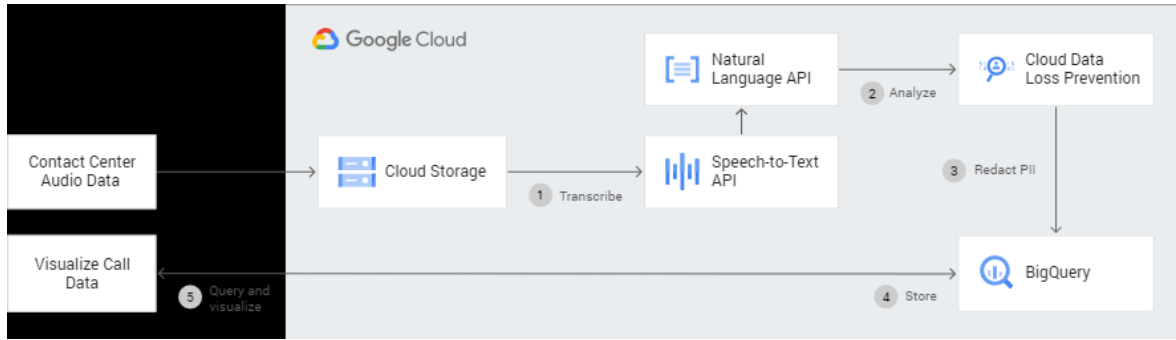 Google Cloud
Natural
Language API
2 Analyze
Cloud Data
Loss Prevention
Contact Center
Audio Data
Cloud Storage
1 Transcribe
Speech-to-Text
API
3 Redact PII
Visualize Call
Data
5 Query and
visualize
4 Store
BigQuery